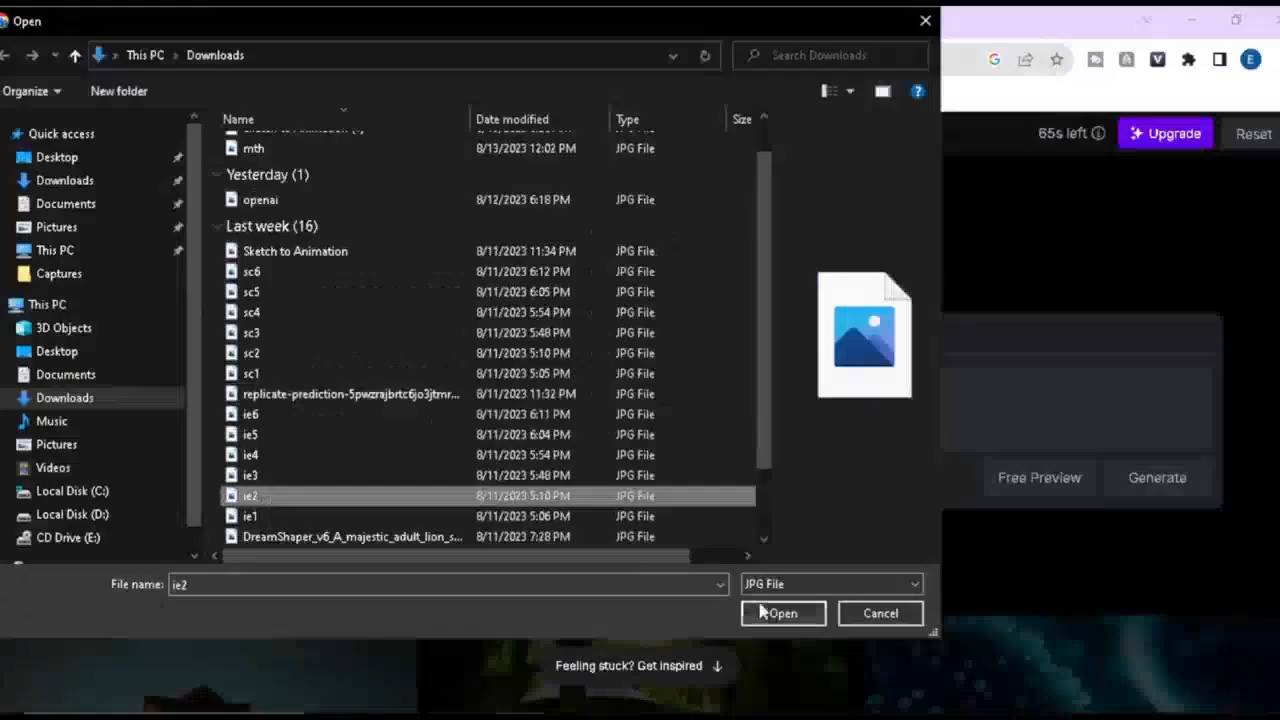 Open
This PC
Downloads
Search Downloads
Organize
New folder
Name
Date modified
Type
Size
Quick access
Desktop
Downloads
Documents
Pictures
This PC
Captures
This PC
3D Objects
Desktop
Documents
Downloads
Music
Pictures
Videos
Local Disk (C:)
Local Disk (D:)
CD Drive (E:)
mth 8/13/2023 12:02 PM JPG File
Yesterday (1)
openai 8/12/2023 6:18 PM JPG File
Last week (16)
Sketch to Animation 8/11/2023 11:34 PM JPG File
sc6 8/11/2023 6:12 PM JPG File
sc5 8/11/2023 6:05 PM JPG File
sc4 8/11/2023 5:54 PM JPG File
sc3 8/11/2023 5:48 PM JPG File
sc2 8/11/2023 5:10 PM JPG File
sc1 8/11/2023 5:05 PM JPG File
replicate-prediction-5pwzrajbrtc6jo3jtmr... 8/11/2023 11:32 PM JPG File
ie6 8/11/2023 6:11 PM JPG File
ie5 8/11/2023 6:04 PM JPG File
ie4 8/11/2023 5:54 PM JPG File
ie3 8/11/2023 5:48 PM JPG File
ie2 8/11/2023 5:10 PM JPG File
ie1 8/11/2023 5:06 PM JPG File
DreamShaper_v6_A_majestic_adult_lion_s... 8/11/2023 7:28 PM JPG File
File name: ie2
JPG File
Open
Cancel
E
65s left
Upgrade
Reset
Free Preview
Generate
Feeling stuck? Get inspired ↓